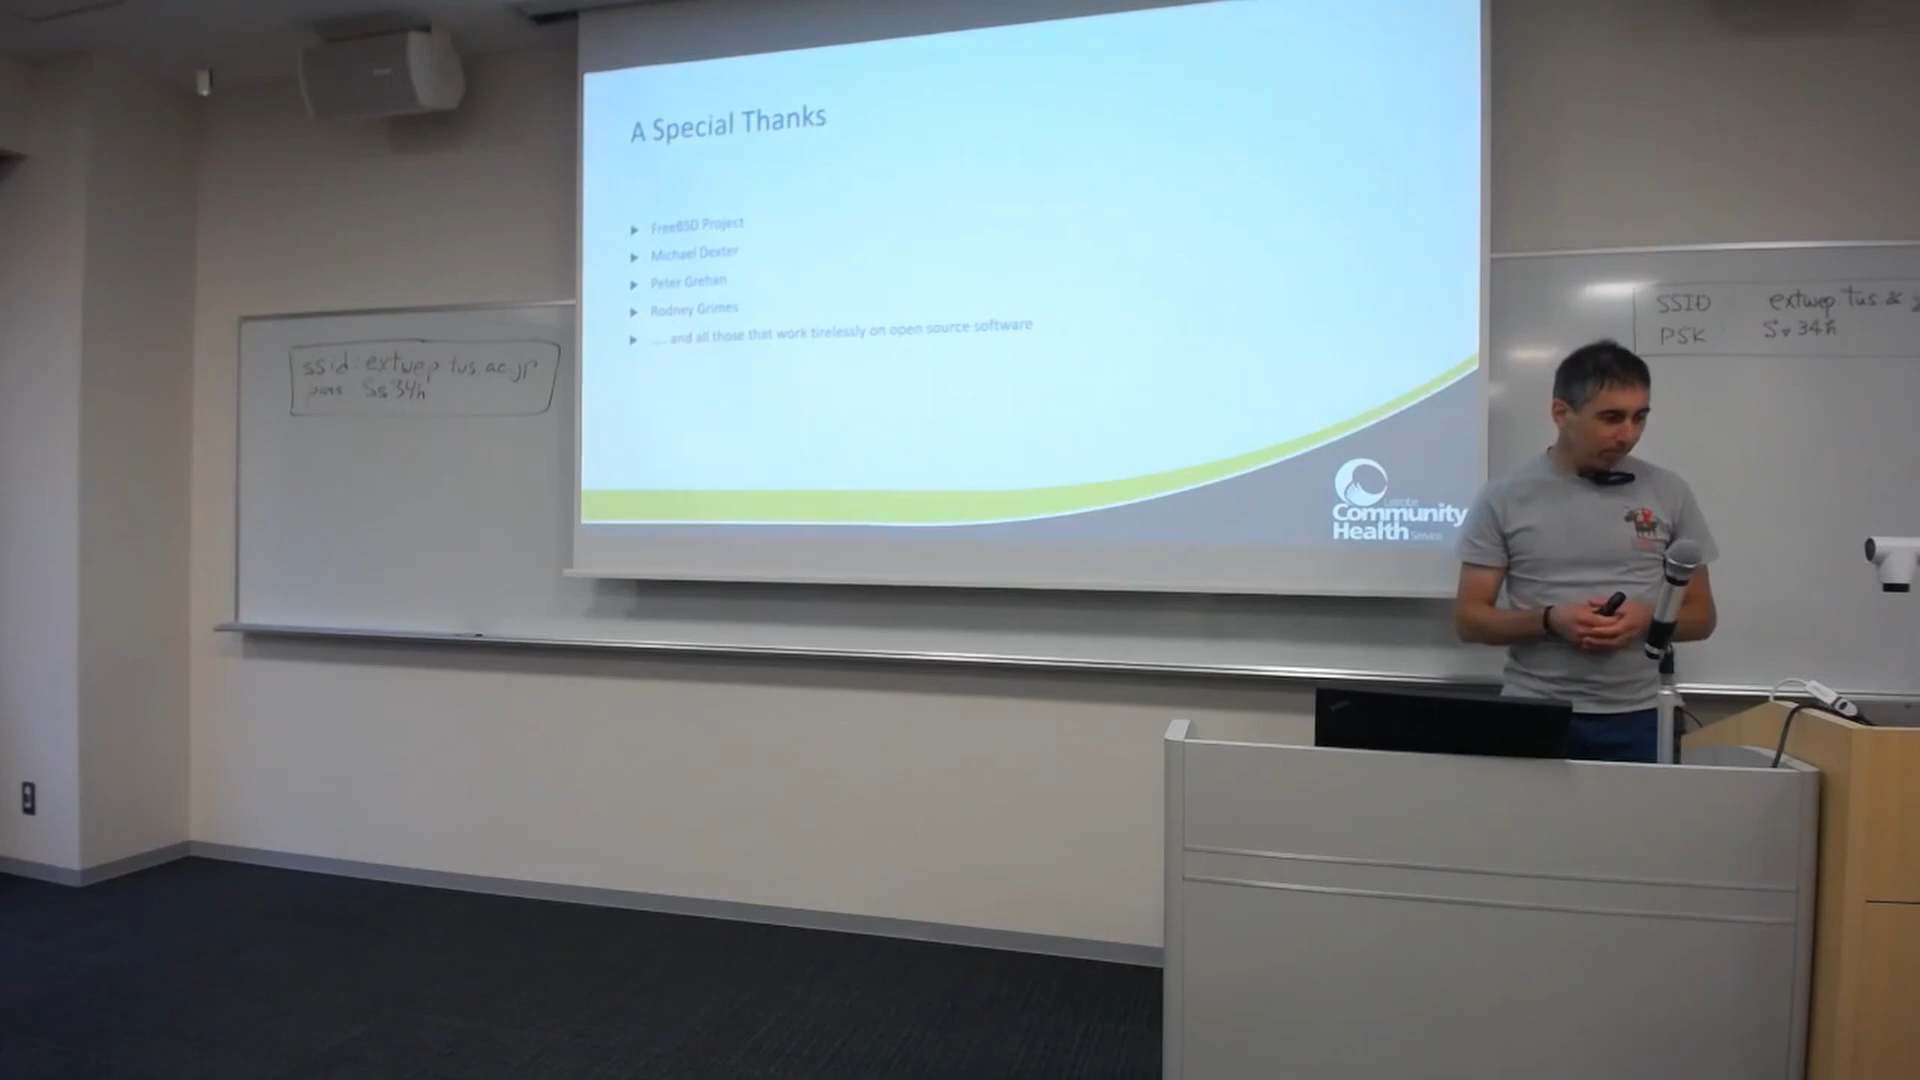 A Special Thanks
FreeBSD Project
Michael Dexter
Peter Grehan
Rodney Grimes
.... and all those that work tirelessly on open source software
Latrobe
Community
Health Service
ssid: extwep tus.ac.jp
pass Ss34h
SSID extwep tus.ac
PSK